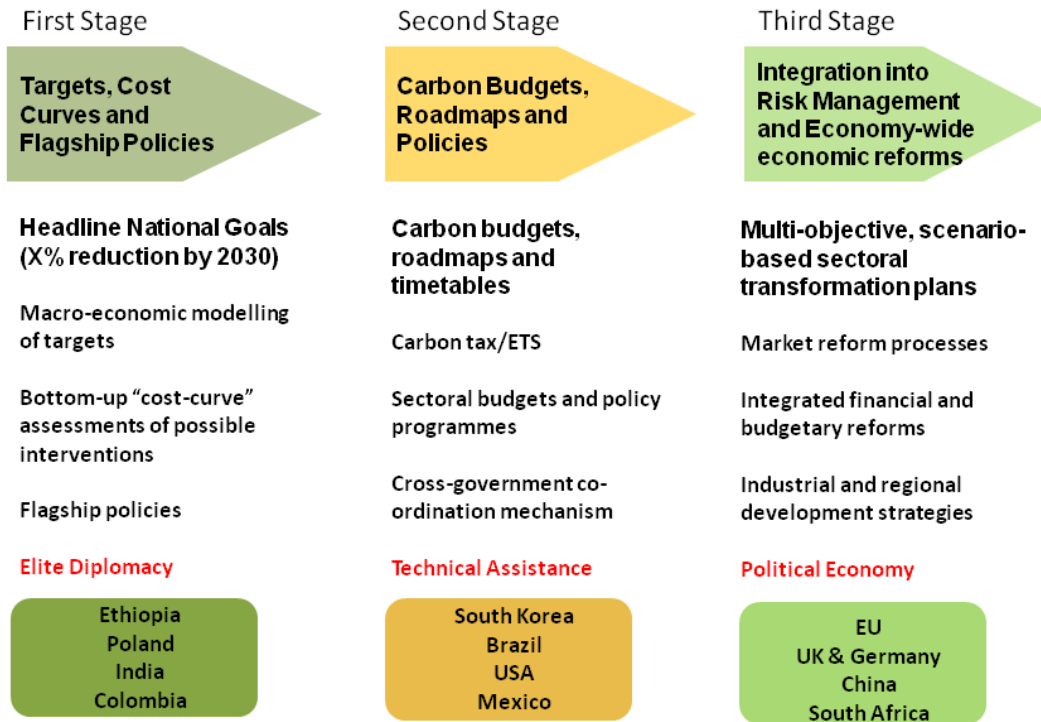 First Stage
Targets, Cost
Curves and
Flagship Policies
Headline National Goals
(X% reduction by 2030)
Macro-economic modelling
of targets
Bottom-up “cost-curve”
assessments of possible
interventions
Flagship policies
Elite Diplomacy
Ethiopia
Poland
India
Colombia
Second Stage
Carbon Budgets,
Roadmaps and
Policies
Carbon budgets,
roadmaps and
timetables
Carbon tax/ETS
Sectoral budgets and policy
programmes
Cross-government co-
ordination mechanism
Technical Assistance
South Korea
Brazil
USA
Mexico
Third Stage
Integration into
Risk Management
and Economy-wide
economic reforms
Multi-objective, scenario-
based sectoral
transformation plans
Market reform processes
Integrated financial and
budgetary reforms
Industrial and regional
development strategies
Political Economy
EU
UK & Germany
China
South Africa